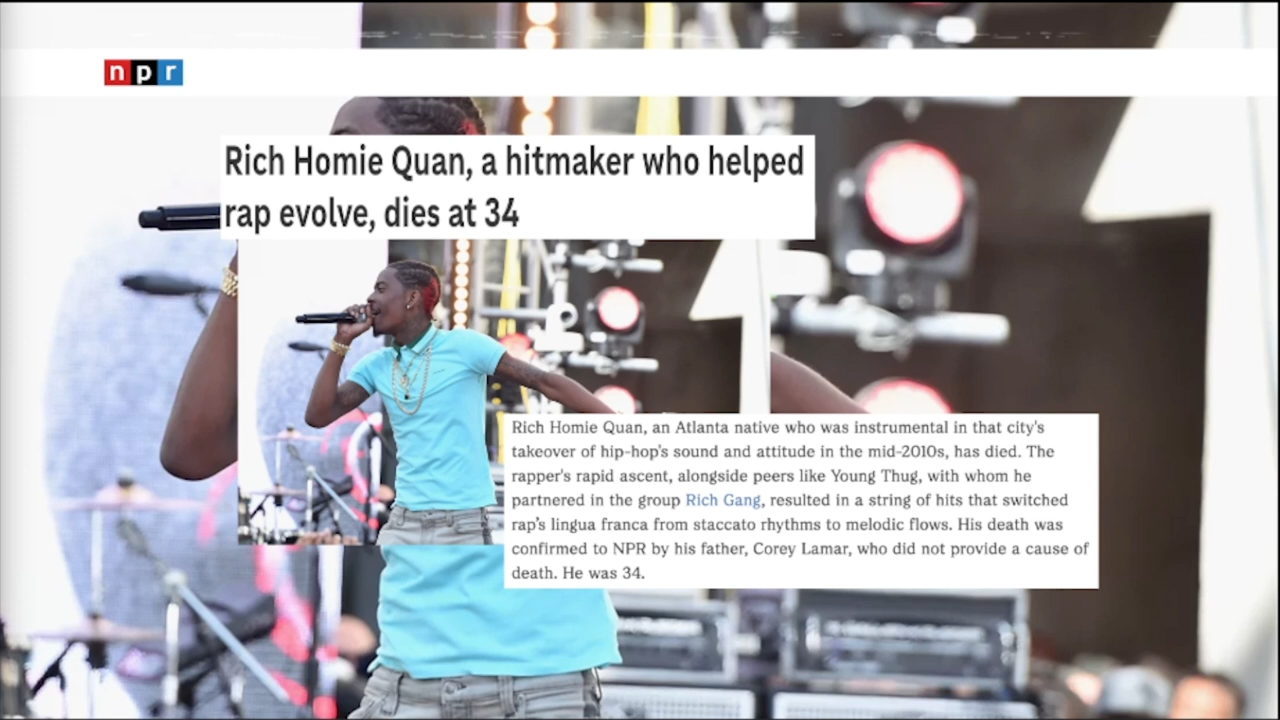 npr
Rich Homie Quan, a hitmaker who helped
rap evolve, dies at 34
Rich Homie Quan, an Atlanta native who was instrumental in that city's
takeover of hip-hop's sound and attitude in the mid-2010s, has died. The
rapper's rapid ascent, alongside peers like Young Thug, with whom he
partnered in the group Rich Gang, resulted in a string of hits that switched
rap's lingua franca from staccato rhythms to melodic flows. His death was
confirmed to NPR by his father, Corey Lamar, who did not provide a cause of
death. He was 34.